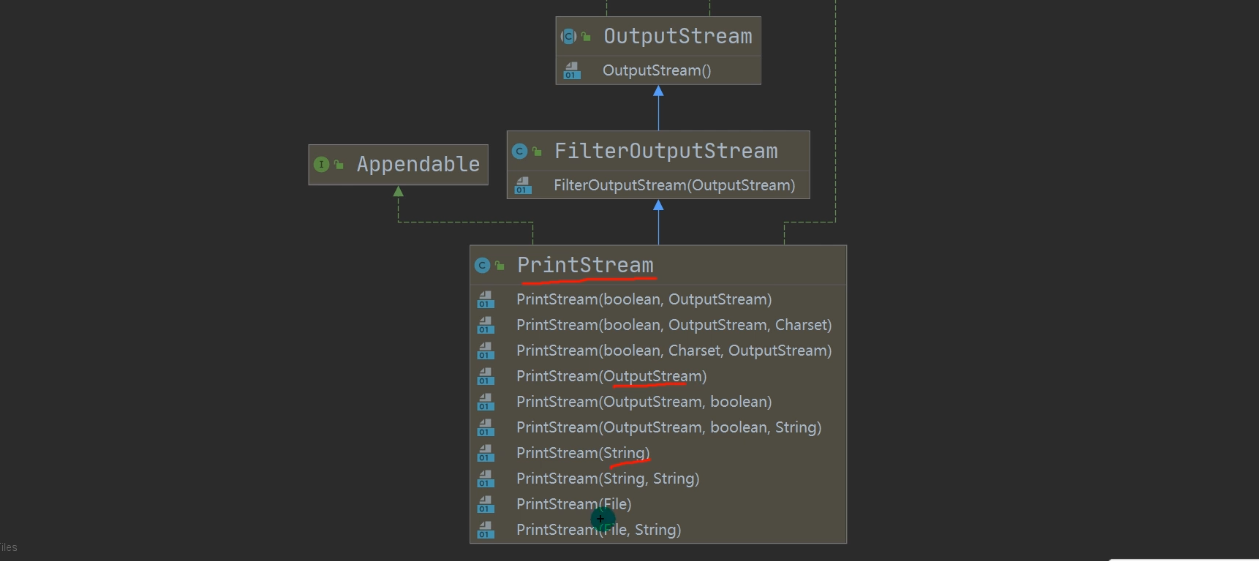 OutputStream
OutputStream()
FilterOutputStream
FilterOutputStream(OutputStream)
Appendable
PrintStream
PrintStream(boolean, OutputStream)
PrintStream(boolean, OutputStream, Charset)
PrintStream(boolean, Charset, OutputStream)
PrintStream(OutputStream)
PrintStream(OutputStream, boolean)
PrintStream(OutputStream, boolean, String)
PrintStream(String)
PrintStream(String, String)
PrintStream(File)
PrintStream(File, String)